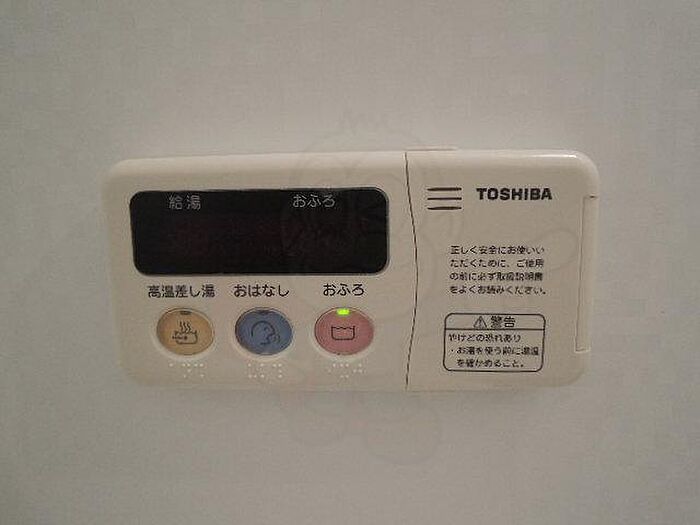 給湯 おふろ
高温差し湯 おはなし おふろ
TOSHIBA
正しく安全にお使いい
ただくために、ご使用
の前に必ず取扱説明書
をよくお読みください。
⚠警告
やけどの恐れあり
・お湯を使う前に湯温
を確かめること。